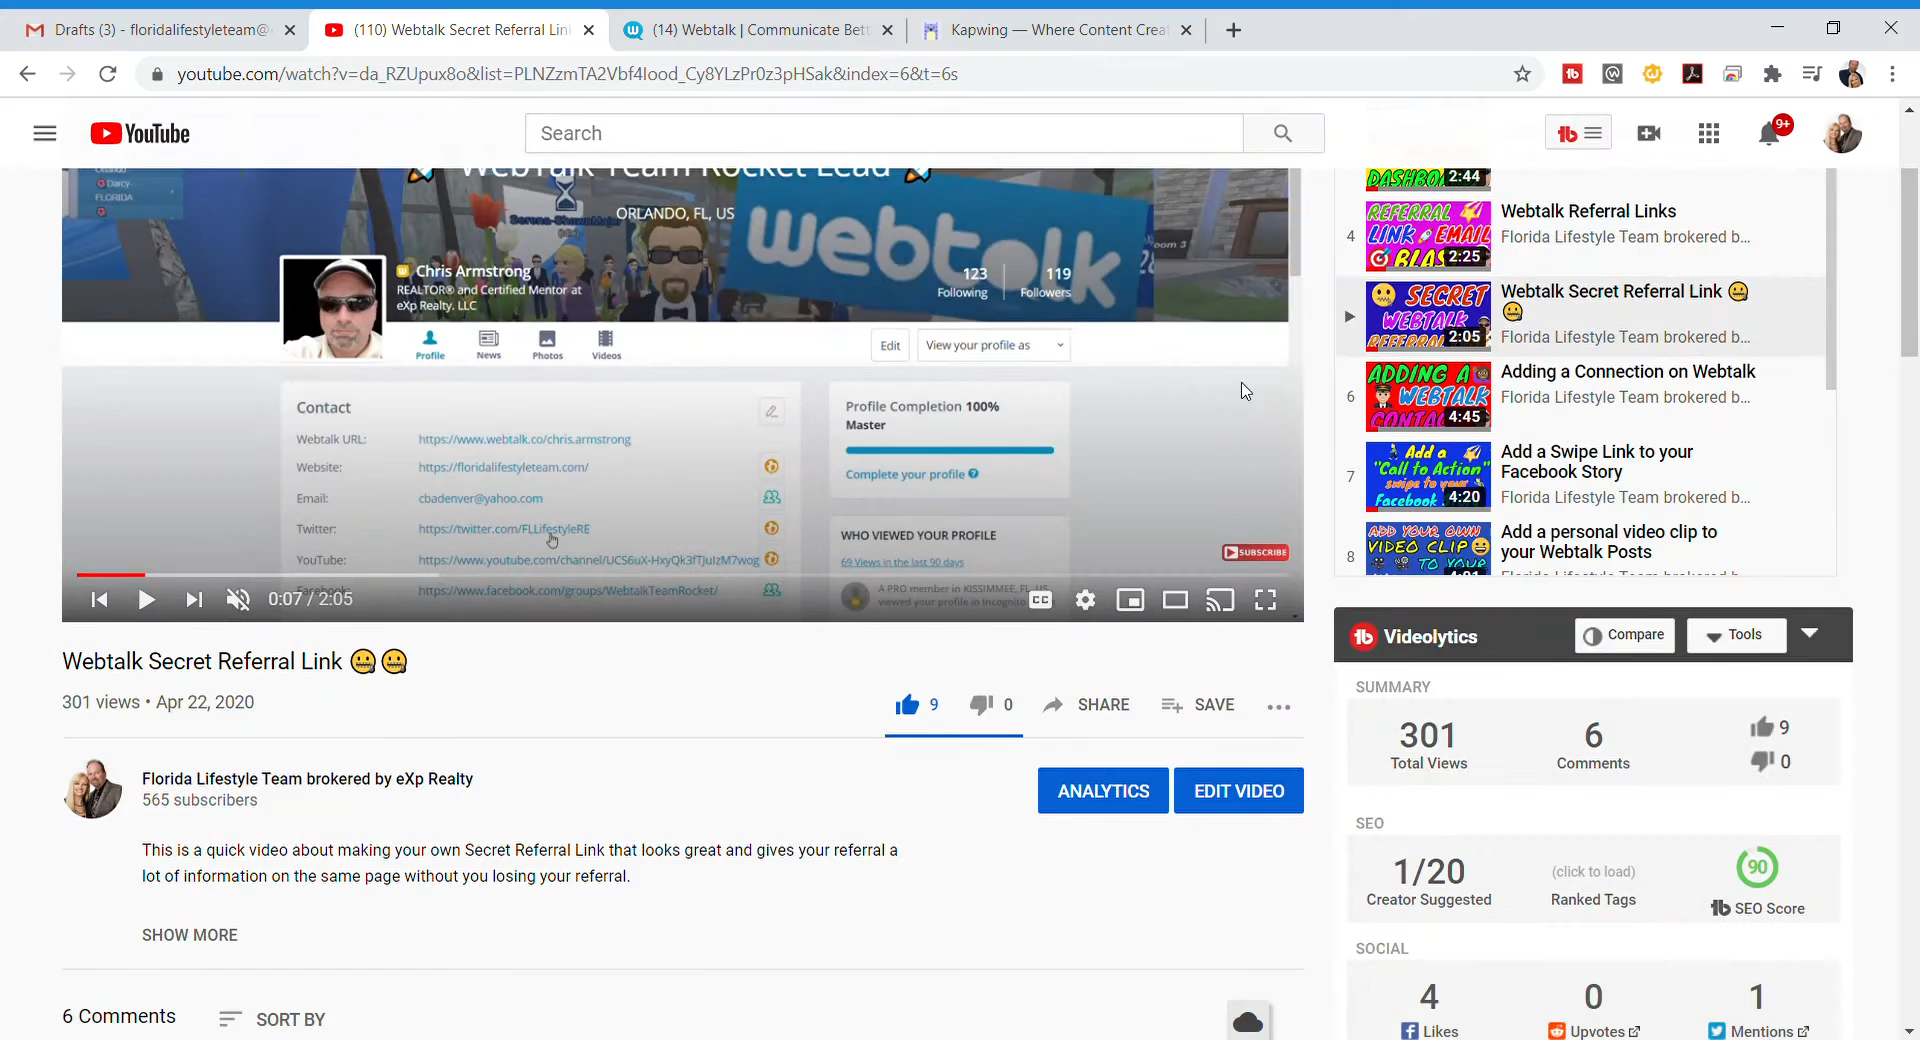 Drafts (3) - floridalifestyleteam@
(110) Webtalk Secret Referral Lin
(14) Webtalk | Communicate Bett
Kapwing — Where Content Creat
youtube.com/watch?v=da_RZUpux8o&list=PLNZzmTA2Vbf4Iood_Cy8YLzPr0z3pHSak&index=6&t=6s
YouTube
Search
9+
WebTalk Team Rocket Lead
Orlando
Darcy
FLORIDA
ORLANDO, FL, US
webtalk
oom 3
Chris Armstrong
REALTOR® and Certified Mentor at
eXp Realty. LLC
123
Following
119
Followers
Profile
News
Photos
Videos
Edit
View your profile as
Contact
Webtalk URL:
https://www.webtalk.co/chris.armstrong
Website:
https://floridalifestyleteam.com/
Email:
cbadenver@yahoo.com
Twitter:
https://twitter.com/FLLifestyleRE
YouTube:
https://www.youtube.com/channel/UCS6uX-HxyQk3fTJuIzM7wog
Facebook:
https://www.facebook.com/groups/WebtalkTeamRocket/
Profile Completion 100%
Master
Complete your profile
WHO VIEWED YOUR PROFILE
69 Views in the last 90 days
A PRO member in KISSIMMEE, FL, US
viewed your profile in Incognito
SUBSCRIBE
0:07 / 2:05
CC
Webtalk Secret Referral Link 🤐🤐
301 views • Apr 22, 2020
9
0
SHARE
SAVE
Florida Lifestyle Team brokered by eXp Realty
565 subscribers
ANALYTICS
EDIT VIDEO
This is a quick video about making your own Secret Referral Link that looks great and gives your referral a
lot of information on the same page without you losing your referral.
SHOW MORE
6 Comments
SORT BY
DASHBO
2:44
4
REFERRAL
LINK EMAIL
BLAS
2:25
Webtalk Referral Links
Florida Lifestyle Team brokered b...
SECRET
WEBTALK
REFERRA
2:05
Webtalk Secret Referral Link 🤐
🤐
Florida Lifestyle Team brokered b...
6
ADDING A
WEBTALK
CONTA
4:45
Adding a Connection on Webtalk
Florida Lifestyle Team brokered b...
7
Add a
"Call to Action"
swipe to your
Facebook
4:20
Add a Swipe Link to your
Facebook Story
Florida Lifestyle Team brokered b...
8
ADD YOUR OWN
VIDEO CLIP
TO YOUR
Add a personal video clip to
your Webtalk Posts
Videolytics
Compare
Tools
SUMMARY
301
Total Views
6
Comments
9
0
SEO
1/20
Creator Suggested
(click to load)
Ranked Tags
90
SEO Score
SOCIAL
4
Likes
0
Upvotes
1
Mentions